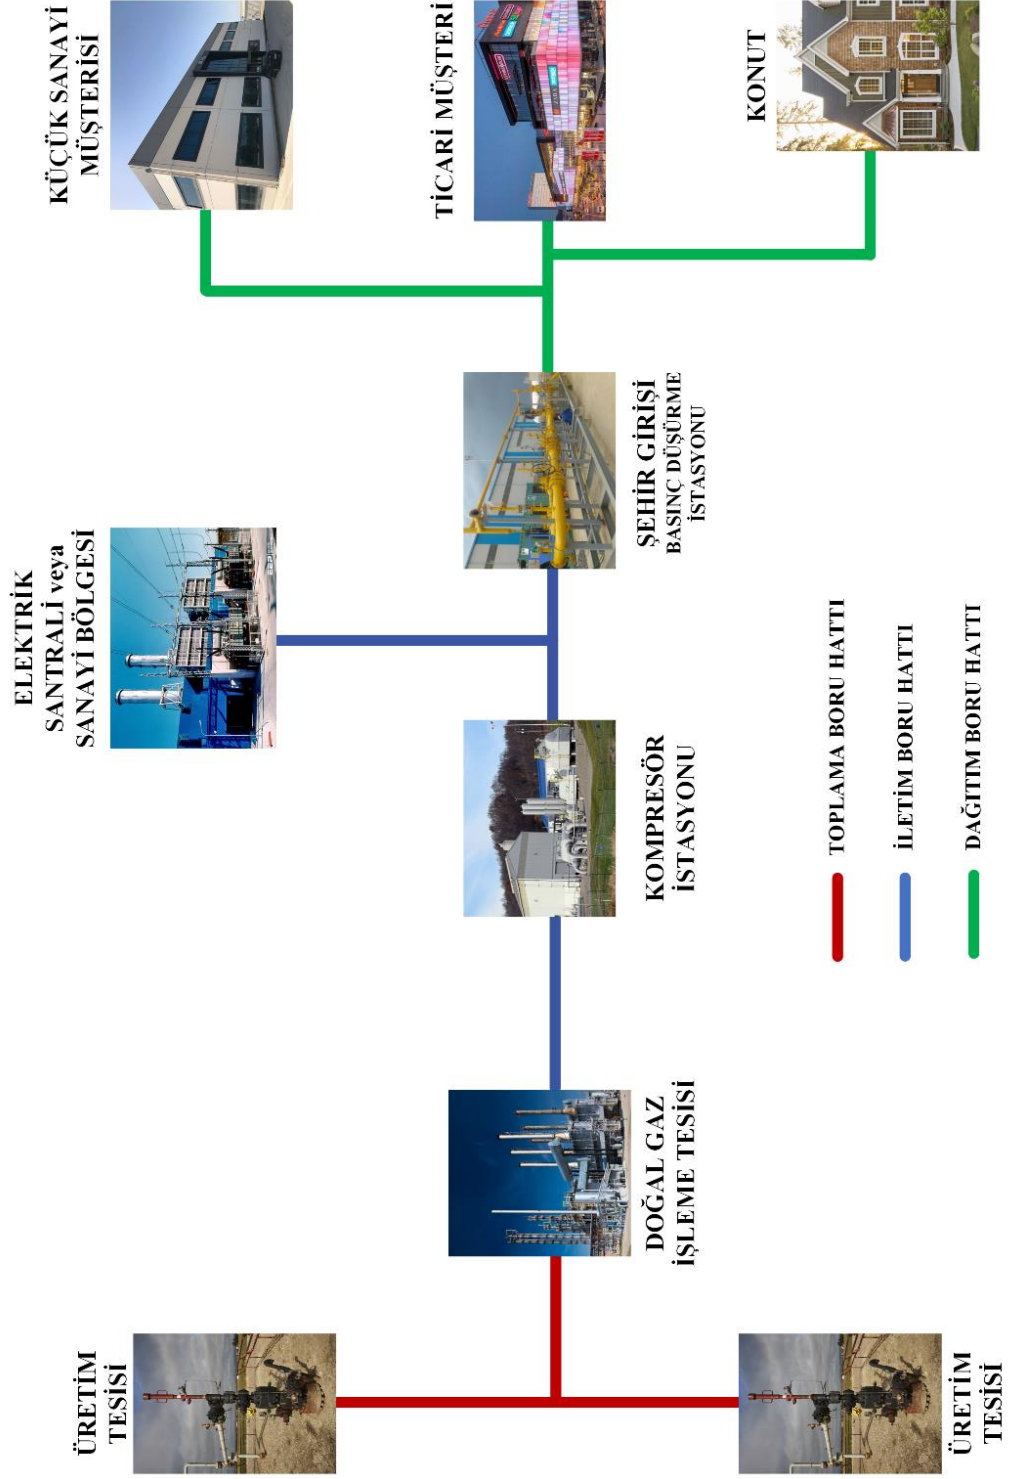 ÜRETİM
TESİSİ
ÜRETİM
TESİSİ
DOĞAL GAZ
İŞLEME TESİSİ
KOMPRESÖR
İSTASYONU
ELEKTRİK
SANTRALİ veya
SANAYİ BÖLGESİ
ŞEHİR GİRİŞİ
BASINÇ DÜŞÜRME
İSTASYONU
KÜÇÜK SANAYİ
MÜŞTERİSİ
TİCARİ MÜŞTERİ
KONUT
TOPLAMA BORU HATTI
İLETİM BORU HATTI
DAĞITIM BORU HATTI